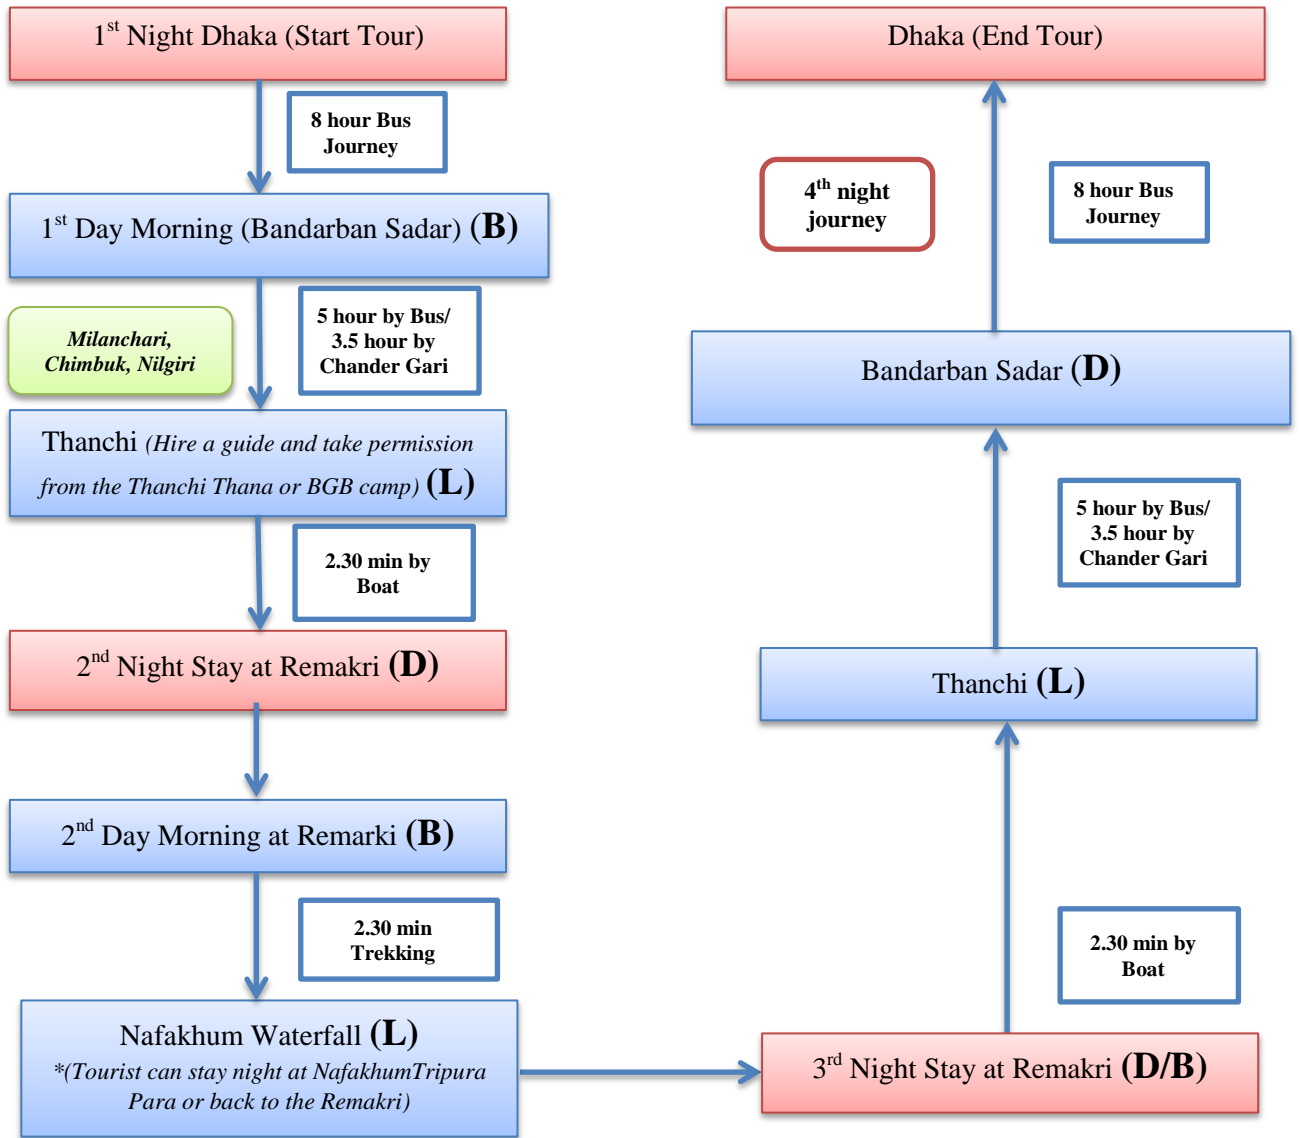 1st Night Dhaka (Start Tour)
8 hour Bus
Journey
1st Day Morning (Bandarban Sadar) (B)
Milanchari,
Chimbuk, Nilgiri
5 hour by Bus/
3.5 hour by
Chander Gari
Thanchi (Hire a guide and take permission
from the Thanchi Thana or BGB camp) (L)
2.30 min by
Boat
2nd Night Stay at Remakri (D)
2nd Day Morning at Remarki (B)
2.30 min
Trekking
Nafakhum Waterfall (L)
*(Tourist can stay night at NafakhumTripura
Para or back to the Remakri)
3rd Night Stay at Remakri (D/B)
2.30 min by
Boat
Thanchi (L)
5 hour by Bus/
3.5 hour by
Chander Gari
Bandarban Sadar (D)
4th night
journey
8 hour Bus
Journey
Dhaka (End Tour)